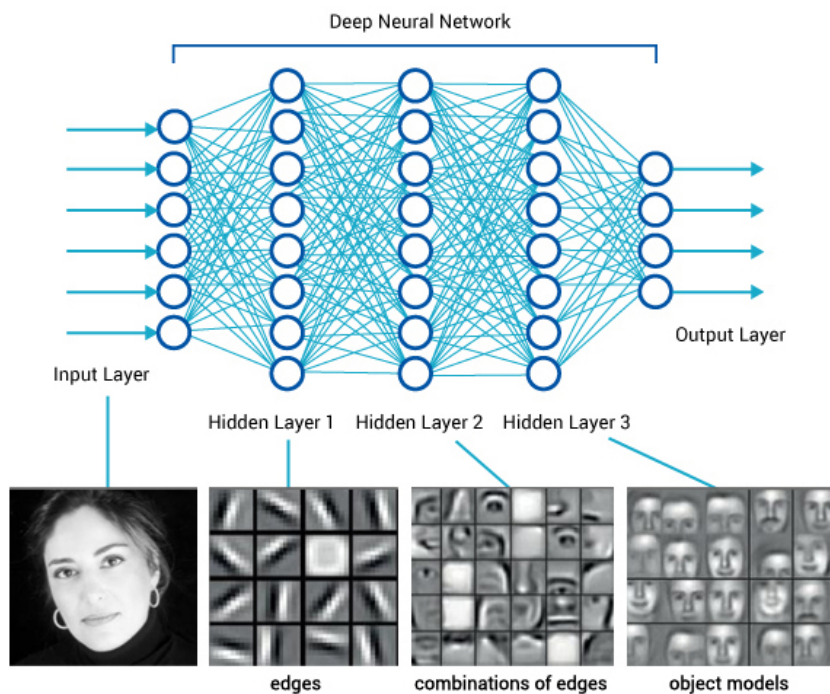 Deep Neural Network
Input Layer
Output Layer
Hidden Layer 1
Hidden Layer 2
Hidden Layer 3
edges
combinations of edges
object models